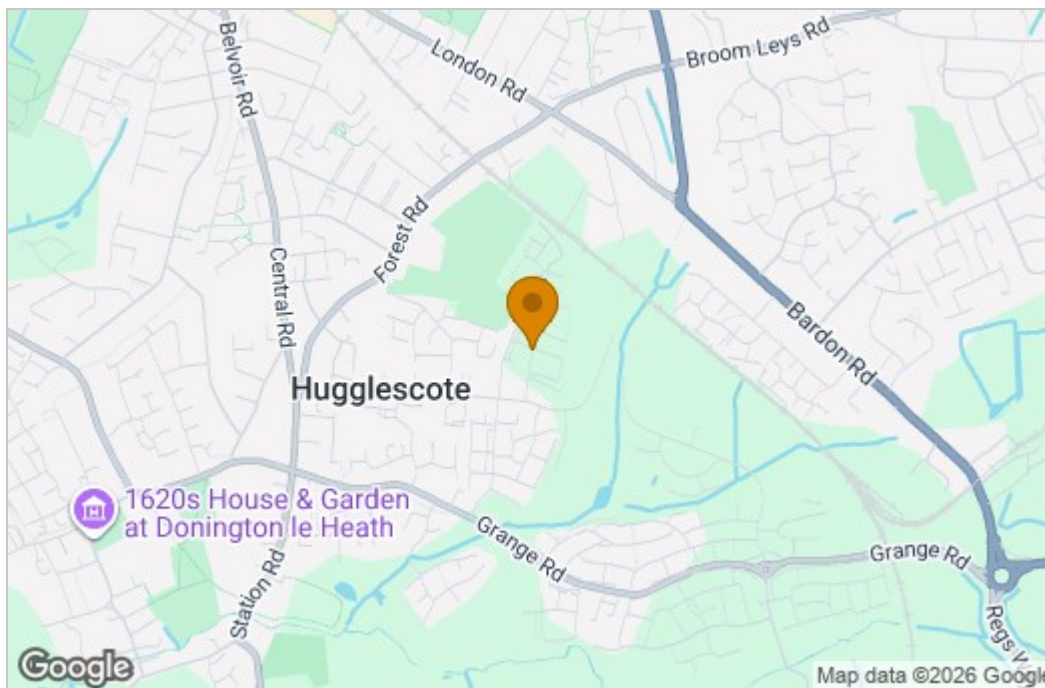 Belvoir Rd
London Rd
Broom Leys Rd
Forest Rd
Central Rd
Bardon Rd
Hugglescote
1620s House & Garden
at Donington le Heath
Grange Rd
Grange Rd
Station Rd
Regs W
Google
Map data ©2026 Google